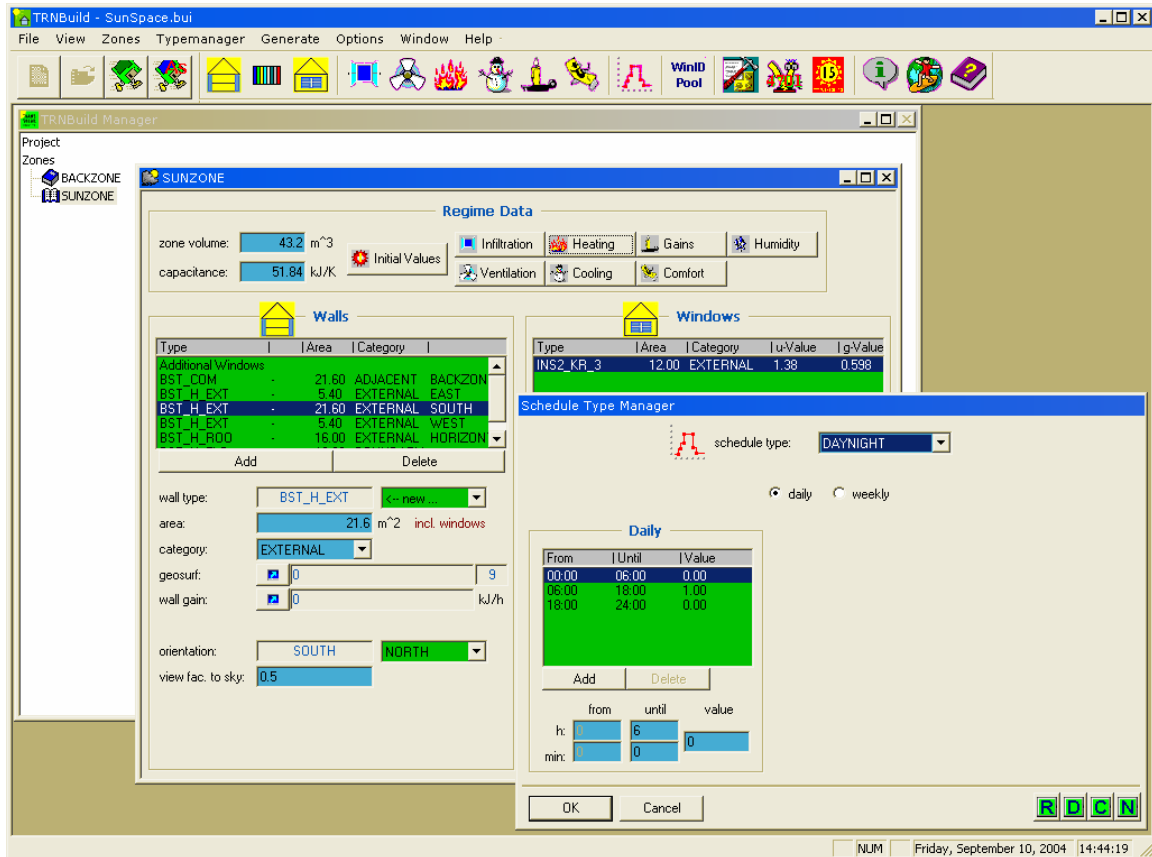 TRNBuild - SunSpace.bui
File View Zones Typemanager Generate Options Window Help
WinID Pool
15
TRNBuild Manager
Project
Zones
BACKZONE
SUNZONE
SUNZONE
Regime Data
zone volume: 43.2 m^3
capacitance: 51.84 kJ/K
Initial Values
Infiltration Heating Gains Humidity
Ventilation Cooling Comfort
Walls
Type | | Area | Category |
Additional Windows
BST_COM - 21.60 ADJACENT BACKZON
BST_H_EXT - 5.40 EXTERNAL EAST
BST_H_EXT - 21.60 EXTERNAL SOUTH
BST_H_EXT - 5.40 EXTERNAL WEST
BST_H_ROO - 16.00 EXTERNAL HORIZON
Add Delete
wall type: BST_H_EXT <-- new ...
area: 21.6 m^2 incl. windows
category: EXTERNAL
geosurf: 0 9
wall gain: 0 kJ/h
orientation: SOUTH NORTH
view fac. to sky: 0.5
Windows
Type | Area | Category | u-Value | g-Value
INS2_KR_3 12.00 EXTERNAL 1.38 0.598
Schedule Type Manager
schedule type: DAYNIGHT
daily weekly
Daily
From | Until | Value
00:00 06:00 0.00
06:00 18:00 1.00
18:00 24:00 0.00
Add Delete
from until value
h: 0 6
0
min: 0 0
OK Cancel
R D C N
NUM Friday, September 10, 2004 14:44:19